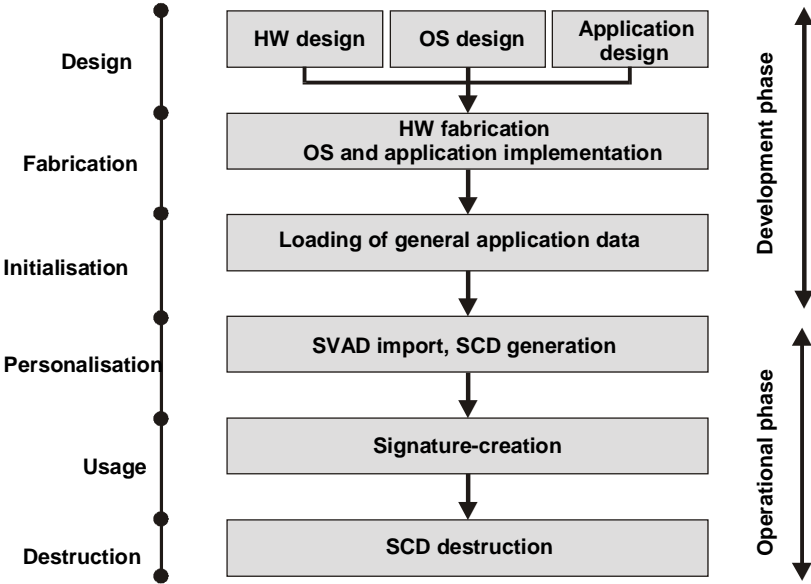 Design
HW design
OS design
Application
design
Fabrication
HW fabrication
OS and application implementation
Initialisation
Loading of general application data
Personalisation
SVAD import, SCD generation
Usage
Signature-creation
Destruction
SCD destruction
Development phase
Operational phase